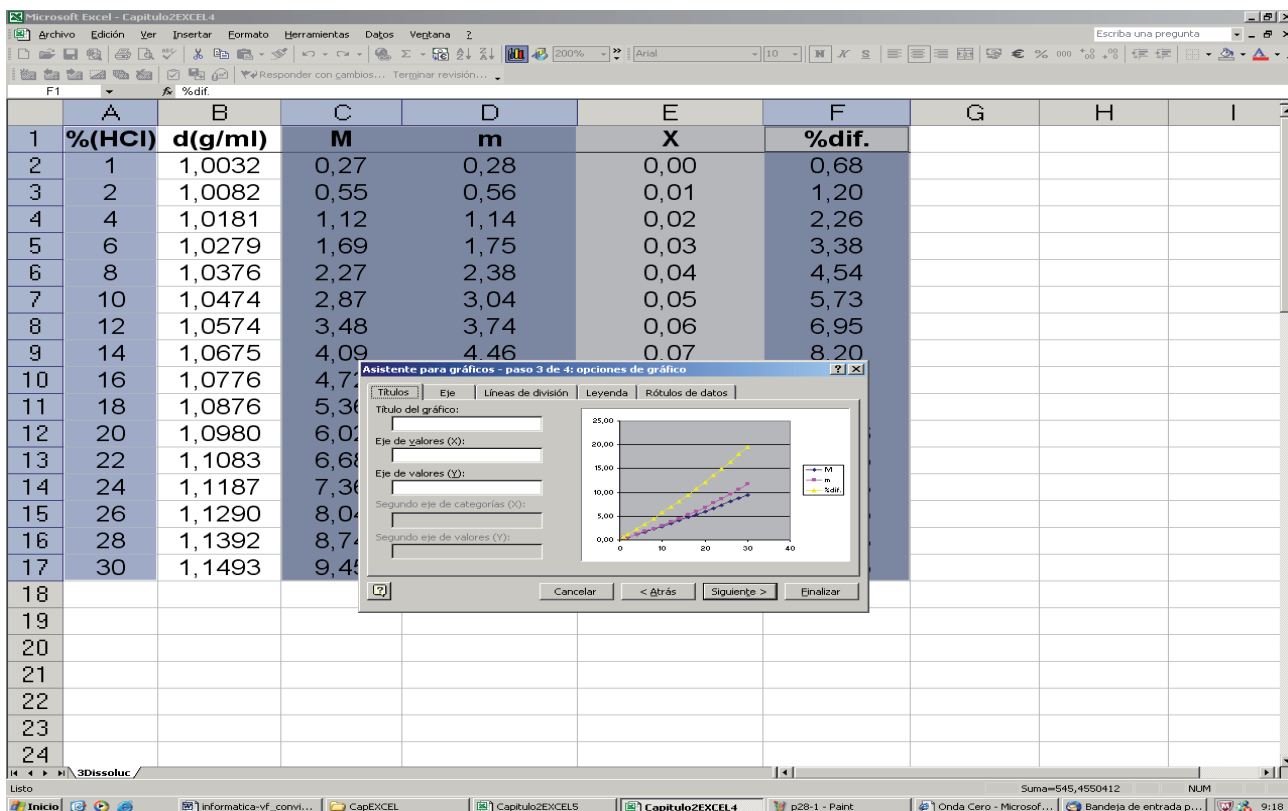 Microsoft Excel - Capitulo2EXCEL4
Archivo Edición Ver Insertar Formato Herramientas Datos Ventana ? Escriba una pregunta
200% Arial 10 N K S € % 000
Responder con cambios... Terminar revisión...
F1 fx %dif.
A B C D E F G H I
1 %(HCl) d(g/ml) M m X %dif.
2 1 1,0032 0,27 0,28 0,00 0,68
3 2 1,0082 0,55 0,56 0,01 1,20
4 4 1,0181 1,12 1,14 0,02 2,26
5 6 1,0279 1,69 1,75 0,03 3,38
6 8 1,0376 2,27 2,38 0,04 4,54
7 10 1,0474 2,87 3,04 0,05 5,73
8 12 1,0574 3,48 3,74 0,06 6,95
9 14 1,0675 4,09 4,46 0,07 8,20
10 16 1,0776
11 18 1,0876
12 20 1,0980
13 22 1,1083
14 24 1,1187
15 26 1,1290
16 28 1,1392
17 30 1,1493
18
19
20
21
22
23
24
Asistente para gráficos - paso 3 de 4: opciones de gráfico
Títulos Eje Líneas de división Leyenda Rótulos de datos
Título del gráfico:
Eje de valores (X):
Eje de valores (Y):
Segundo eje de categorías (X):
Segundo eje de valores (Y):
25,00
20,00
15,00
10,00
5,00
0,00
0 10 20 30 40
M
m
%dif.
Cancelar < Atrás Siguiente > Finalizar
3Dissoluc
Listo Suma=545,4550412 NUM
Inicio informatica-vf_convi... CapEXCEL Capitulo2EXCEL5 Capitulo2EXCEL4 p28-1 - Paint Onda Cero - Microsof... Bandeja de entrada p... 9:18